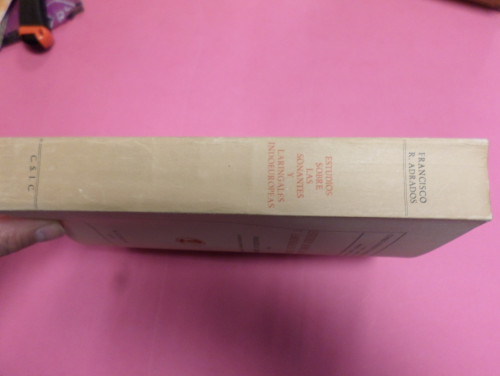 FRANCISCO
R. ADRADOS
ESTUDIOS
SOBRE
LAS
SONANTES
Y
LARINGALES
INDOEUROPEAS
C. S. I. C.